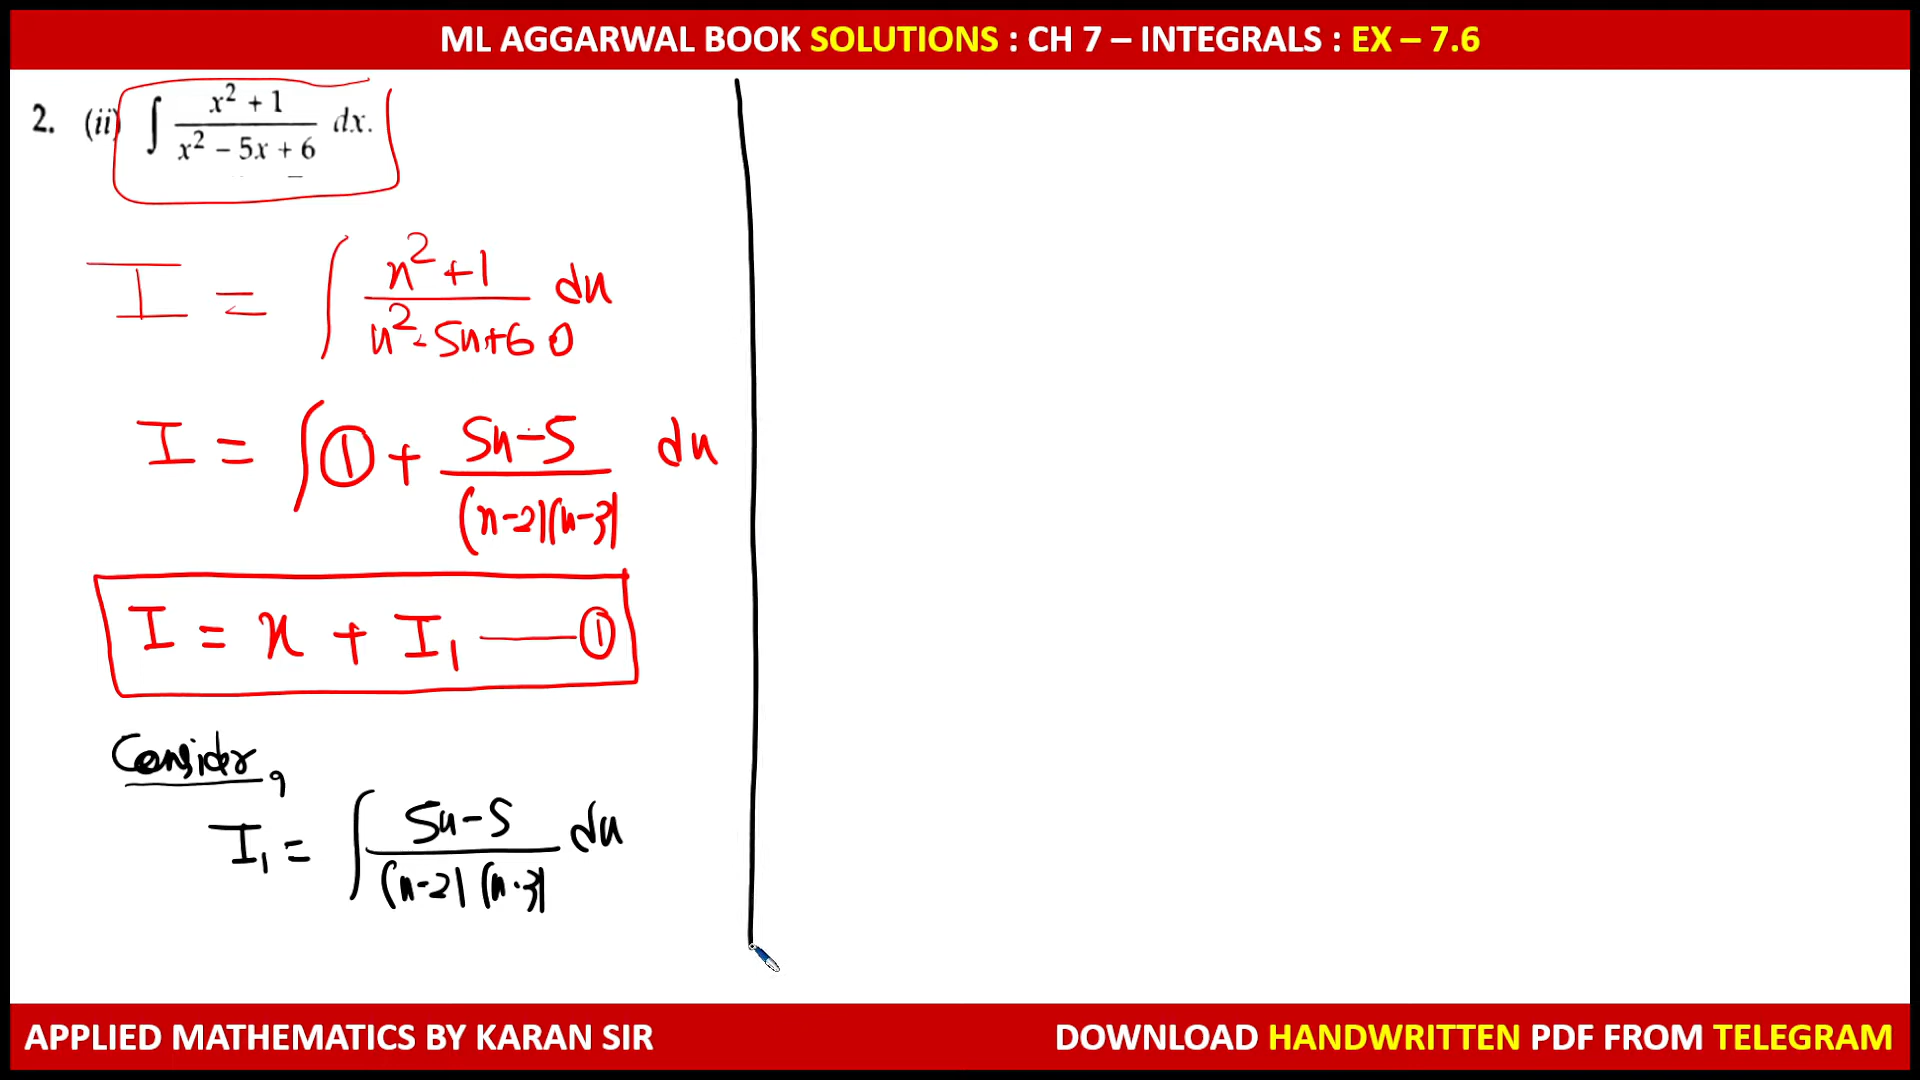 ML AGGARWAL BOOK SOLUTIONS : CH 7 – INTEGRALS : EX – 7.6
2. (ii) ∫ (x² + 1)/(x² − 5x + 6) dx.
I = ∫ (x² + 1)/(x² - 5x + 6) dx
I = ∫ ① + (5x − 5)/((x−2)(x−3)) dx
I = x + I₁ —— ①
Consider,
I₁ = ∫ (5x − 5)/((x−2)(x-3)) dx
APPLIED MATHEMATICS BY KARAN SIR
DOWNLOAD HANDWRITTEN PDF FROM TELEGRAM